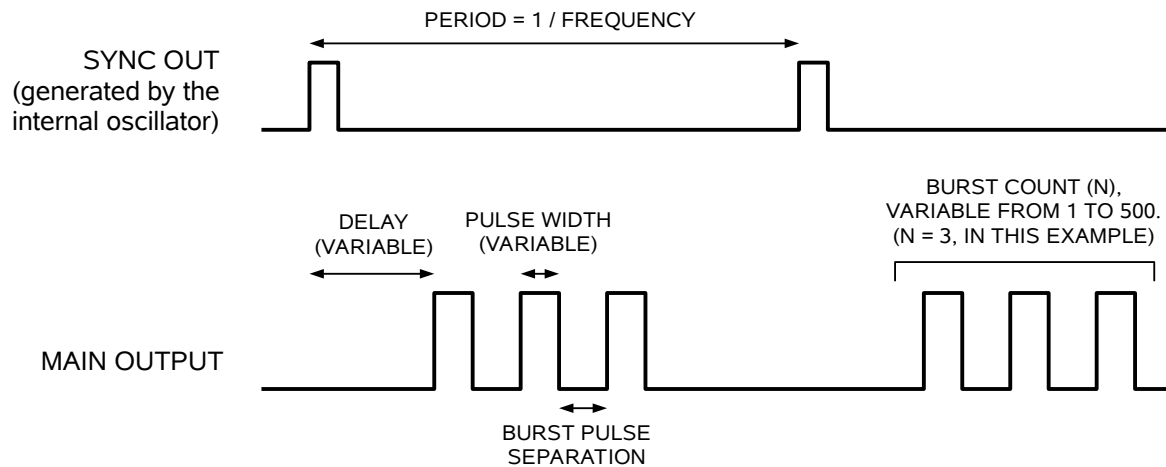 PERIOD = 1 / FREQUENCY
SYNC OUT
(generated by the
internal oscillator)
BURST COUNT (N),
VARIABLE FROM 1 TO 500.
(N = 3, IN THIS EXAMPLE)
DELAY
(VARIABLE)
PULSE WIDTH
(VARIABLE)
MAIN OUTPUT
BURST PULSE
SEPARATION